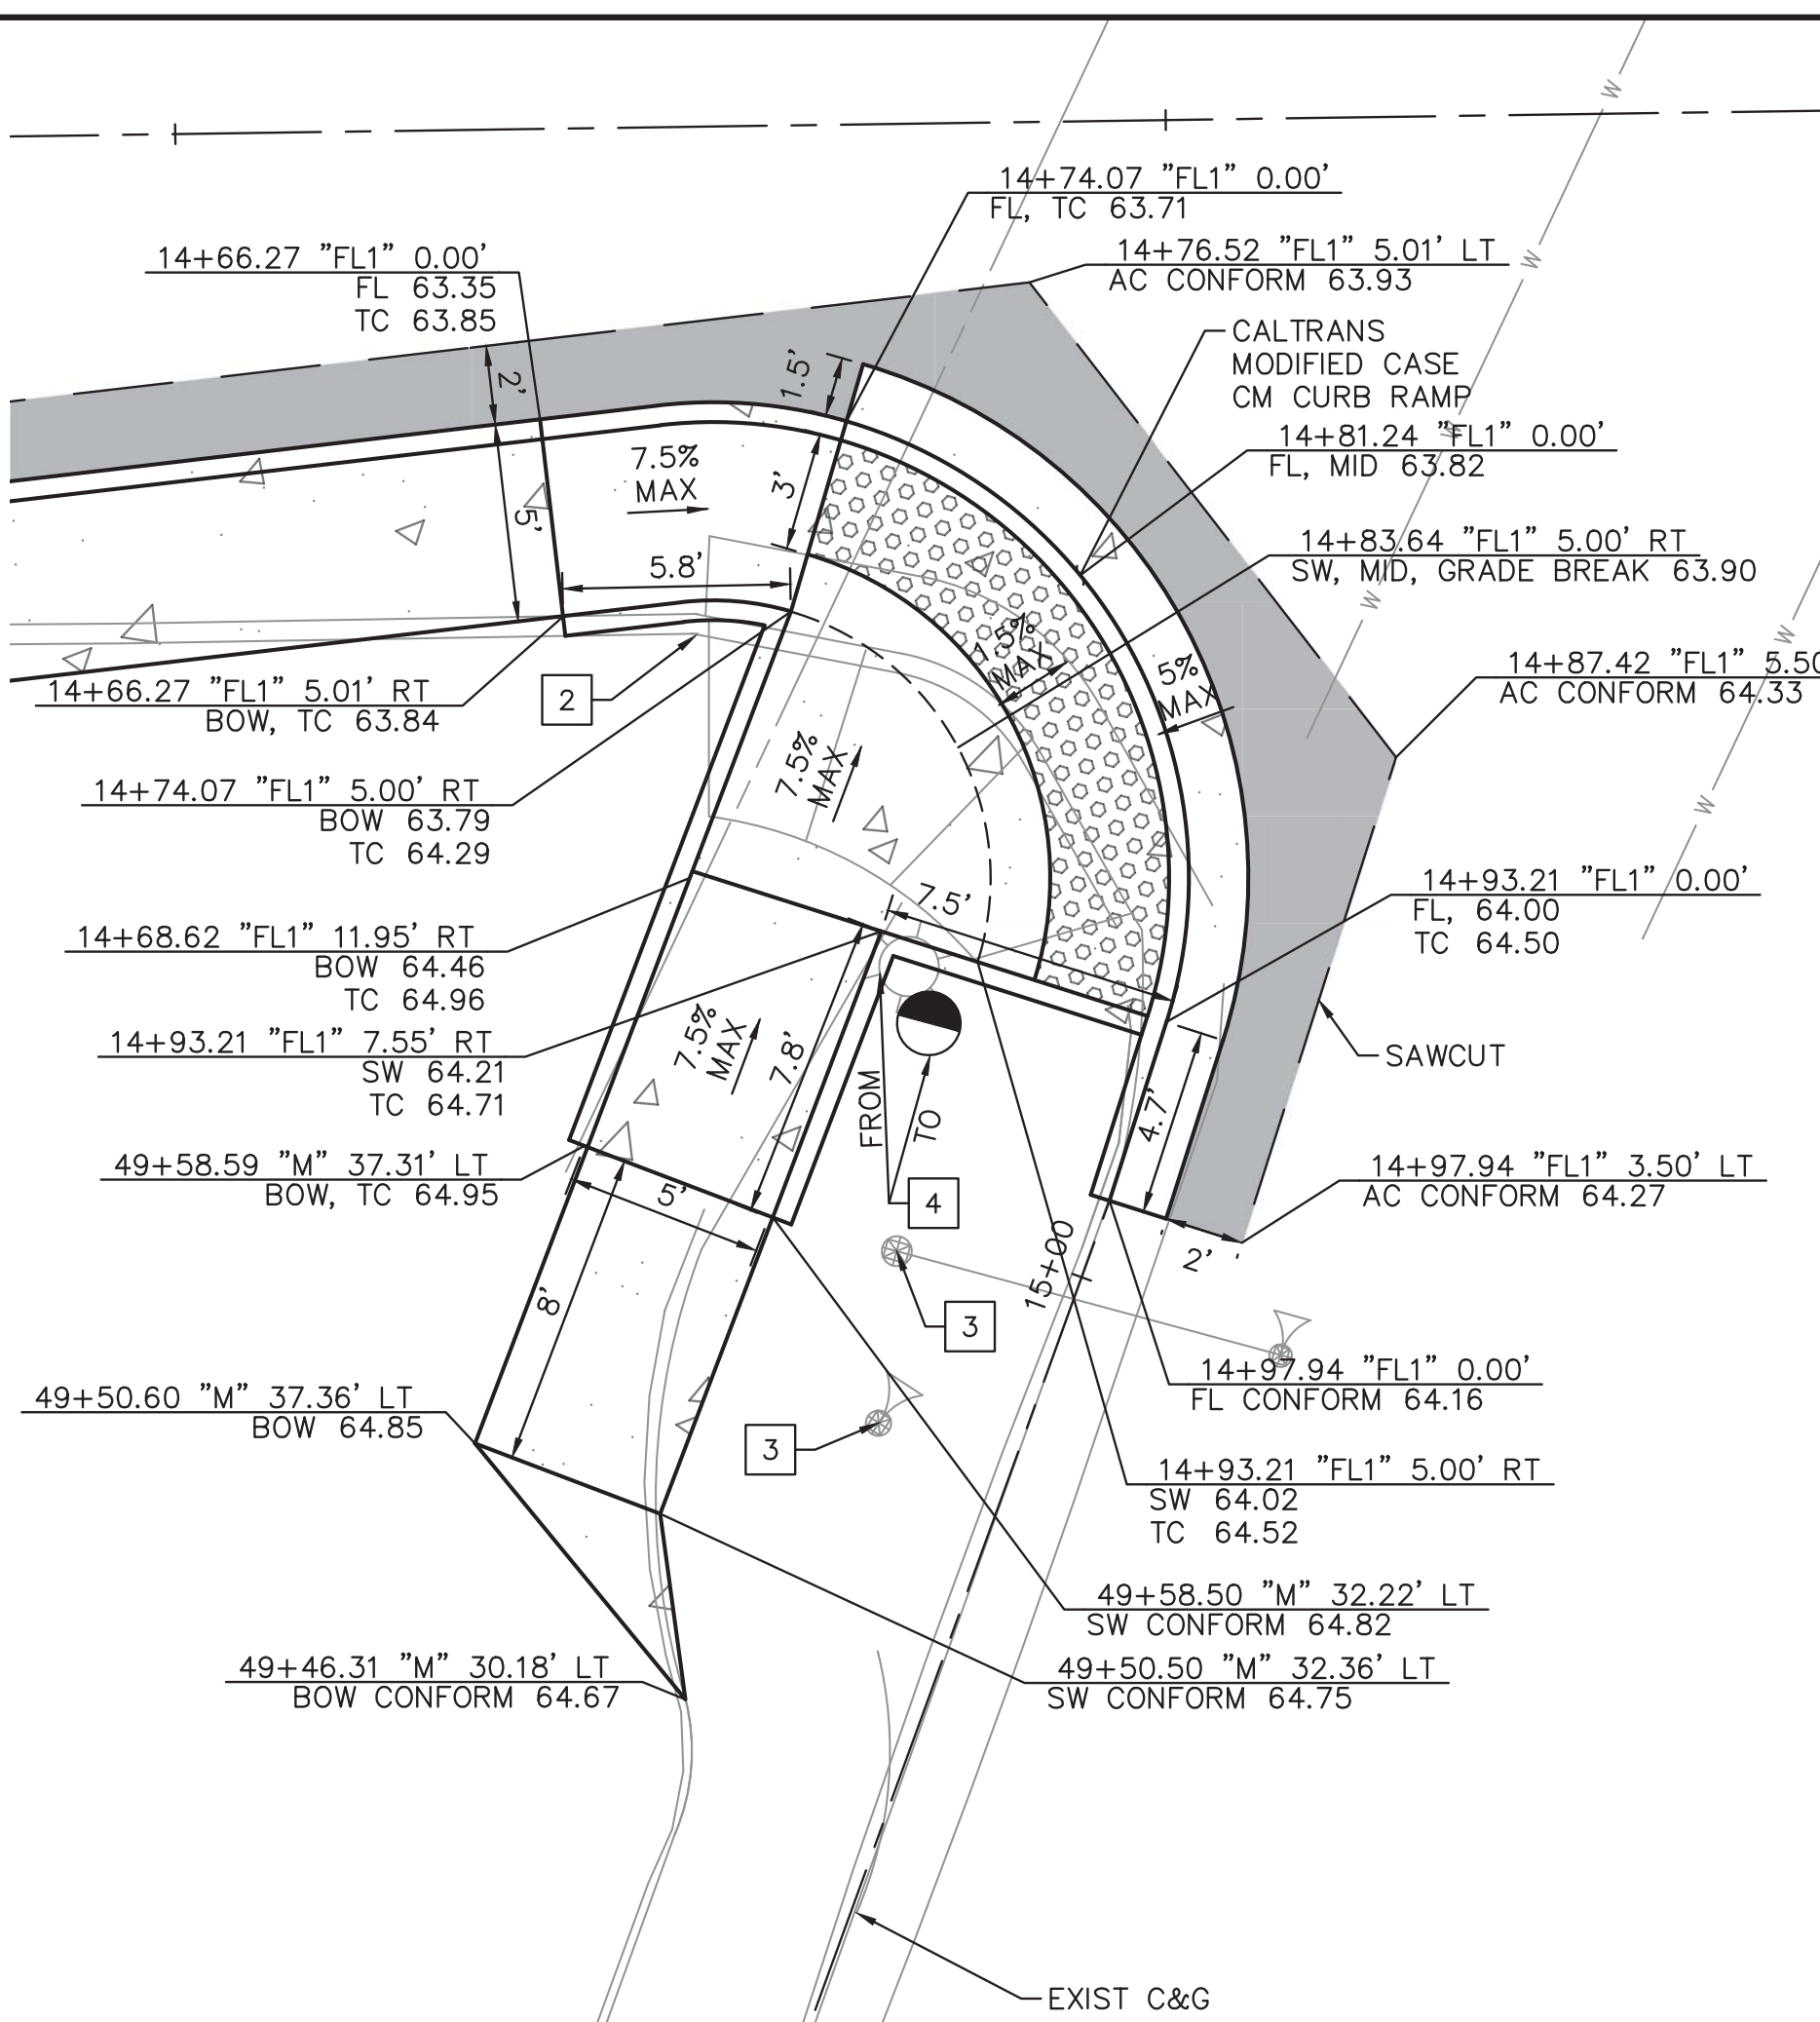 14+74.07 "FL1" 0.00'
FL, TC 63.71
14+66.27 "FL1" 0.00'
FL 63.35
TC 63.85
14+76.52 "FL1" 5.01' LT
AC CONFORM 63.93
CALTRANS
MODIFIED CASE
CM CURB RAMP
14+81.24 "FL1" 0.00'
FL, MID 63.82
14+83.64 "FL1" 5.00' RT
SW, MID, GRADE BREAK 63.90
14+87.42 "FL1" 5.50
AC CONFORM 64.33
W
W
W
W
W
W
W
2'
1.5'
7.5%
MAX
3'
5'
5.8'
1.5%
MAX
5%
MAX
7.5%
MAX
14+66.27 "FL1" 5.01' RT
BOW, TC 63.84
2
14+74.07 "FL1" 5.00' RT
BOW 63.79
TC 64.29
14+68.62 "FL1" 11.95' RT
BOW 64.46
TC 64.96
14+93.21 "FL1" 7.55' RT
SW 64.21
TC 64.71
49+58.59 "M" 37.31' LT
BOW, TC 64.95
7.5'
7.5%
MAX
7.8'
FROM
TO
4
4.7'
5'
8'
14+93.21 "FL1" 0.00'
FL, 64.00
TC 64.50
SAWCUT
14+97.94 "FL1" 3.50' LT
AC CONFORM 64.27
2'
15+00
3
3
14+97.94 "FL1" 0.00'
FL CONFORM 64.16
49+50.60 "M" 37.36' LT
BOW 64.85
14+93.21 "FL1" 5.00' RT
SW 64.02
TC 64.52
49+58.50 "M" 32.22' LT
SW CONFORM 64.82
49+46.31 "M" 30.18' LT
BOW CONFORM 64.67
49+50.50 "M" 32.36' LT
SW CONFORM 64.75
EXIST C&G